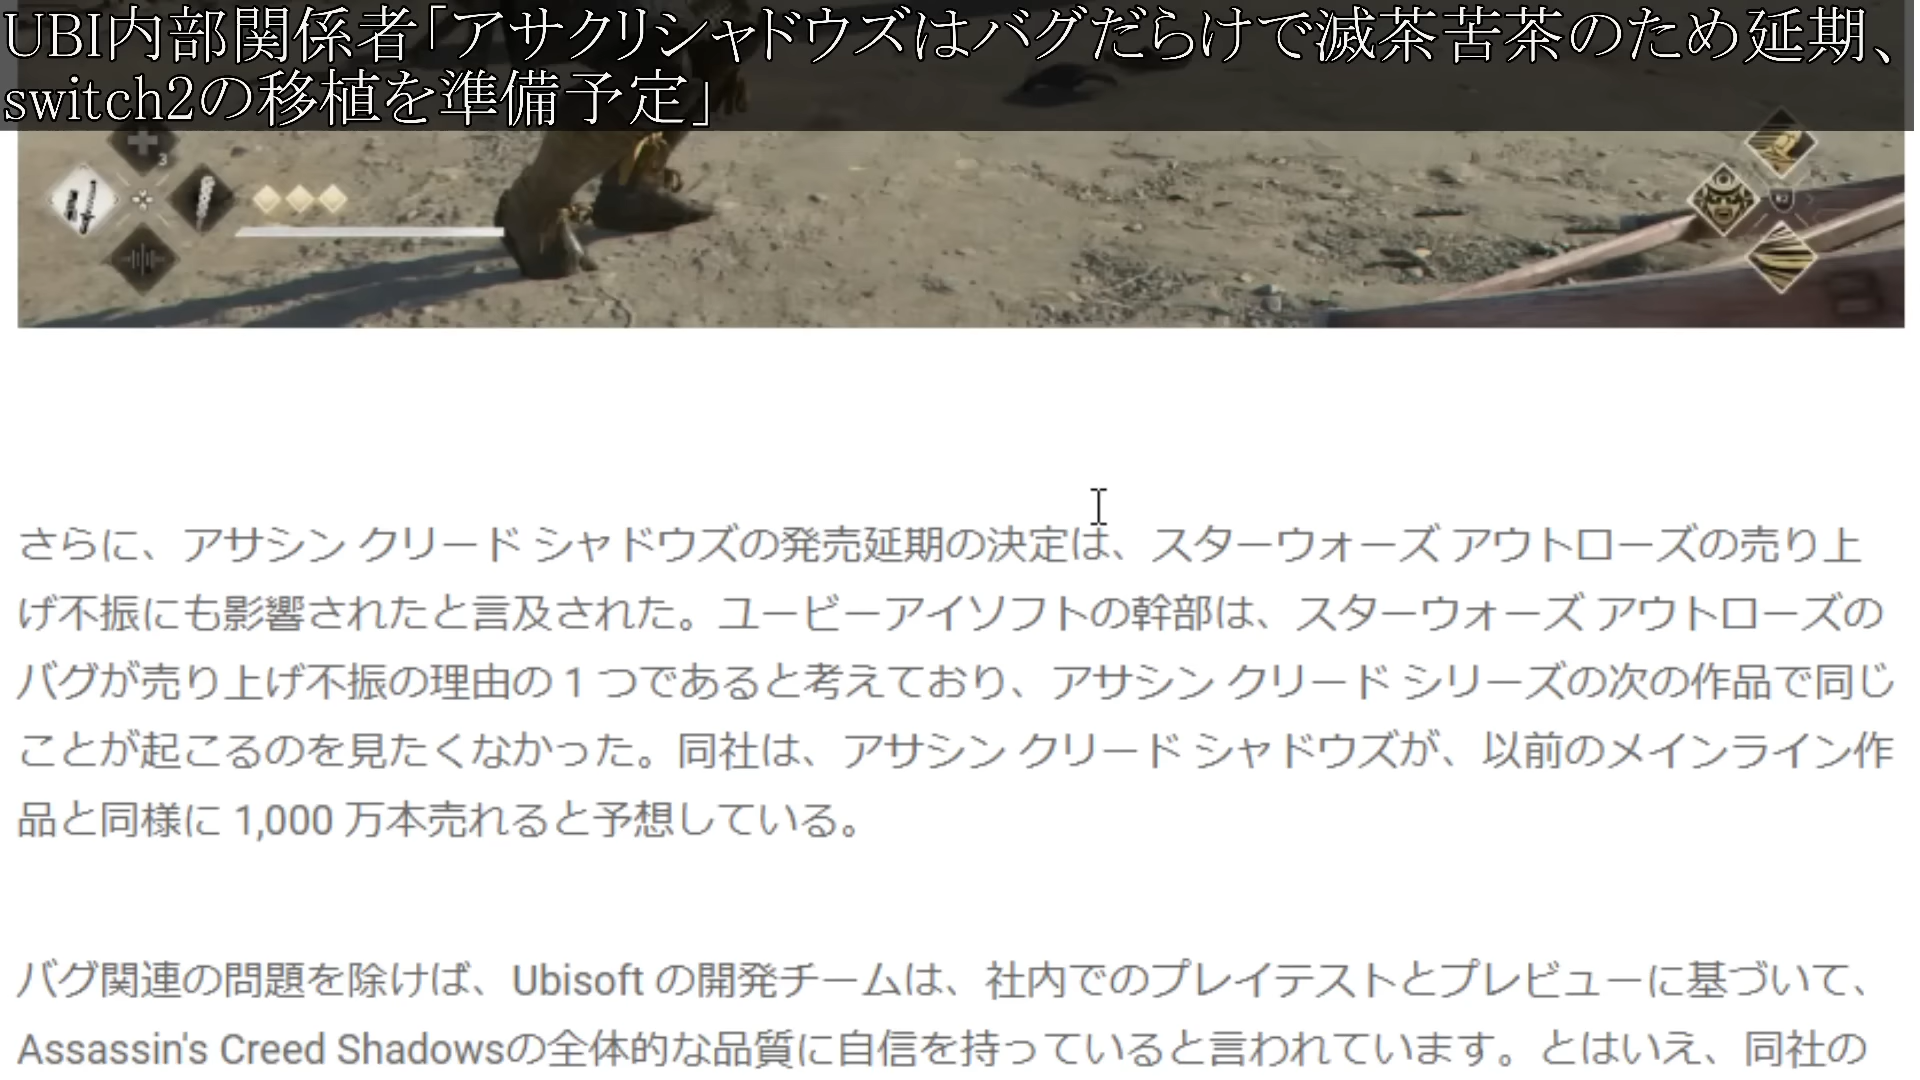 UBI内部関係者「アサクリシャドウズはバグだらけで滅茶苦茶のため延期、
switch2の移植を準備予定」
3
R2
さらに、アサシン クリード シャドウズの発売延期の決定は、スターウォーズ アウトローズの売り上
げ不振にも影響されたと言及された。ユービーアイソフトの幹部は、スターウォーズ アウトローズの
バグが売り上げ不振の理由の 1 つであると考えており、アサシン クリード シリーズの次の作品で同じ
ことが起こるのを見たくなかった。同社は、アサシン クリード シャドウズが、以前のメインライン作
品と同様に 1,000 万本売れると予想している。
バグ関連の問題を除けば、Ubisoft の開発チームは、社内でのプレイテストとプレビューに基づいて、
Assassin's Creed Shadowsの全体的な品質に自信を持っていると言われています。とはいえ、同社の